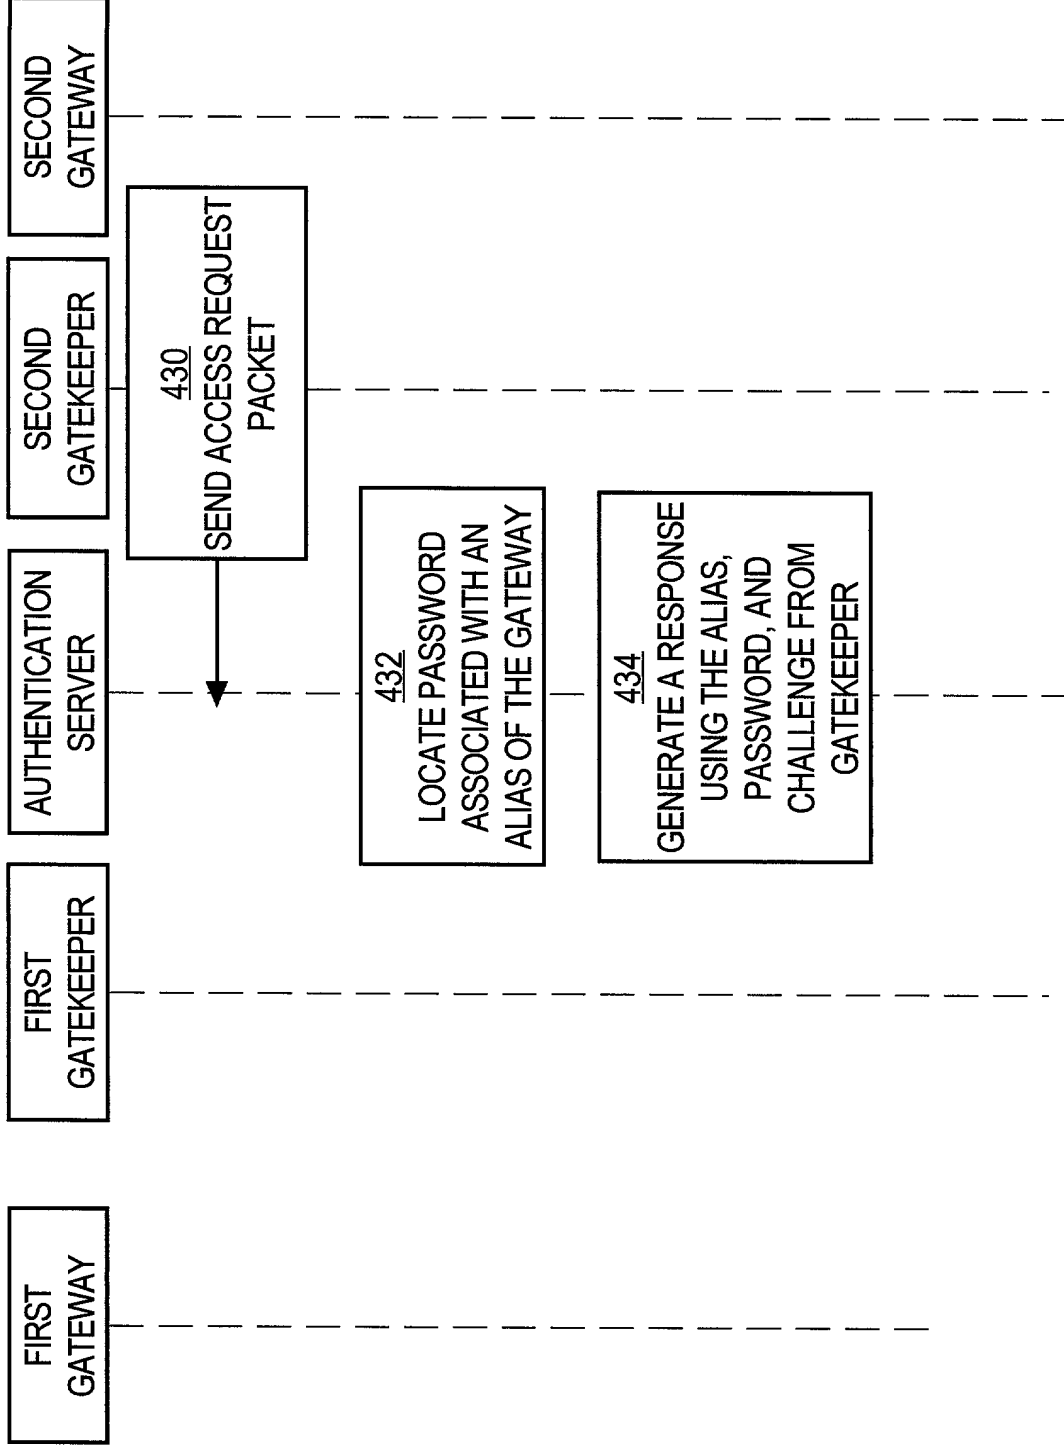 FIRST
GATEWAY
FIRST
GATEKEEPER
AUTHENTICATION
SERVER
SECOND
GATEKEEPER
SECOND
GATEWAY
430
SEND ACCESS REQUEST
PACKET
432
LOCATE PASSWORD
ASSOCIATED WITH AN
ALIAS OF THE GATEWAY
434
GENERATE A RESPONSE
USING THE ALIAS,
PASSWORD, AND
CHALLENGE FROM
GATEKEEPER